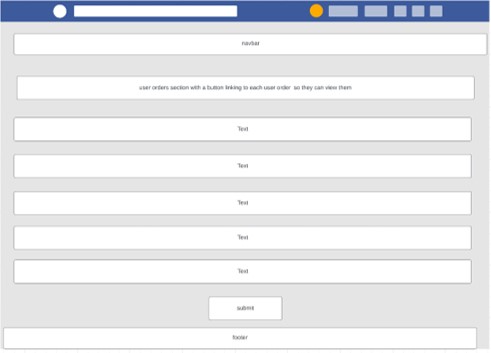 navbar
user orders section with a button linking to each user order so they can view them
Text
Text
Text
Text
Text
submit
footer